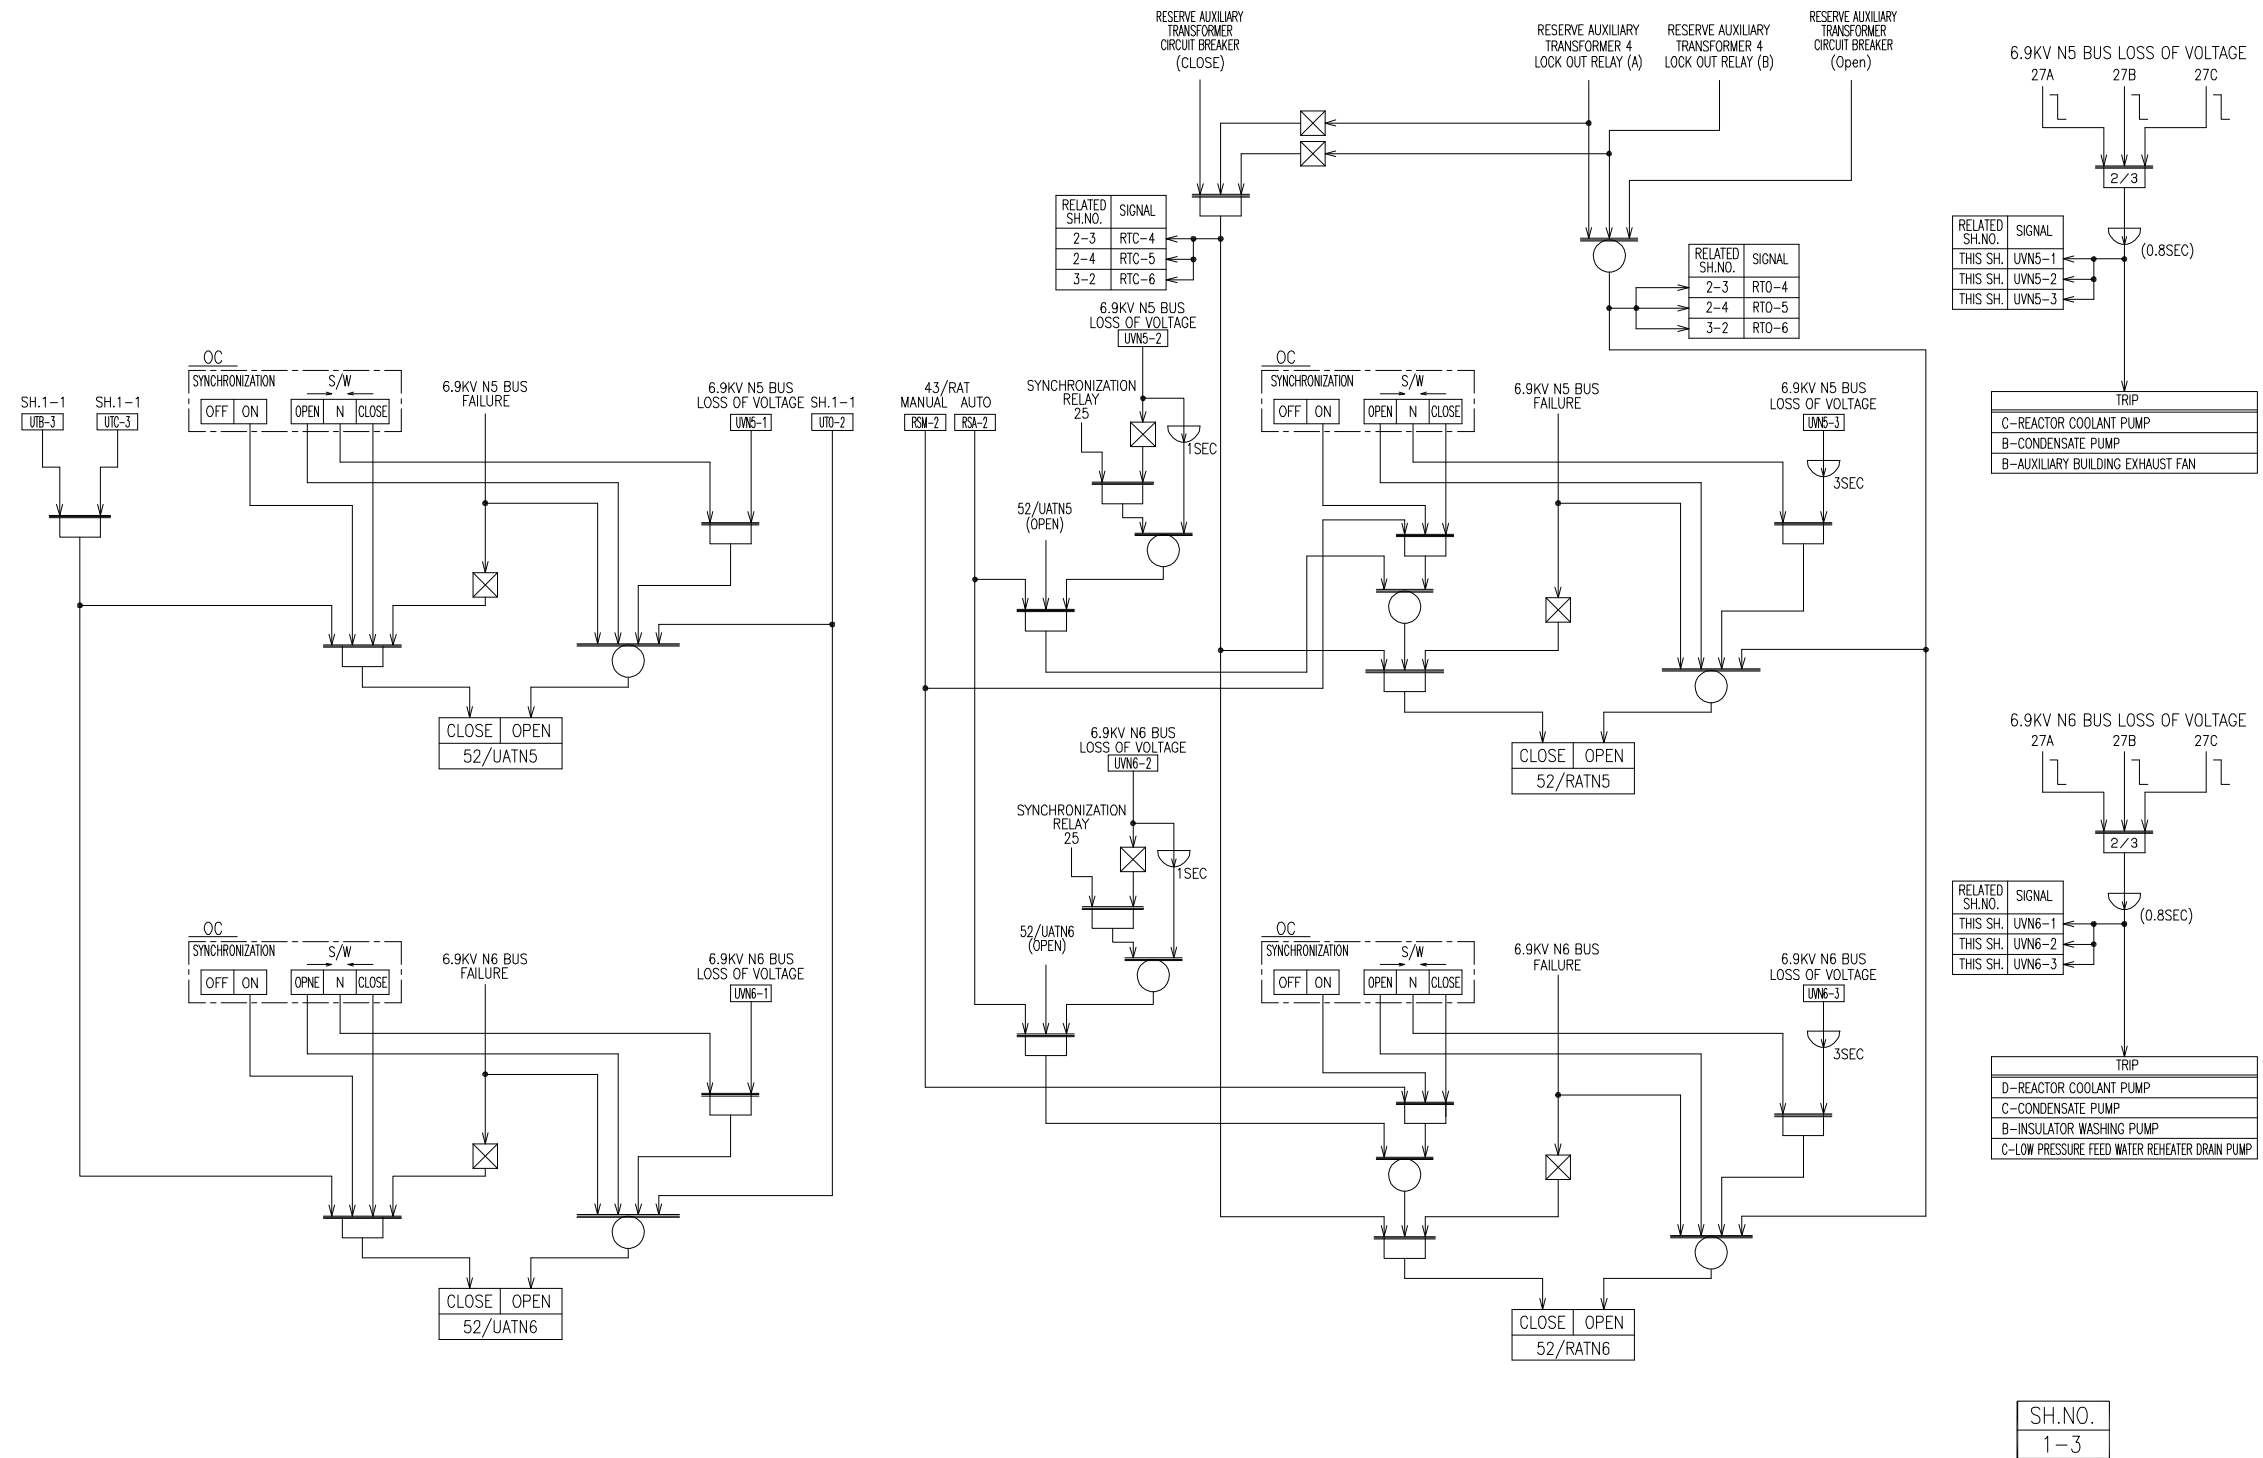 RESERVE AUXILIARY
TRANSFORMER
CIRCUIT BREAKER
(CLOSE)
RESERVE AUXILIARY
TRANSFORMER 4
LOCK OUT RELAY (A)
RESERVE AUXILIARY
TRANSFORMER 4
LOCK OUT RELAY (B)
RESERVE AUXILIARY
TRANSFORMER
CIRCUIT BREAKER
(Open)
6.9KV N5 BUS LOSS OF VOLTAGE
27A 27B 27C
2/3
(0.8SEC)
RELATED SH.NO. SIGNAL
THIS SH. UVN5-1
THIS SH. UVN5-2
THIS SH. UVN5-3
TRIP
C-REACTOR COOLANT PUMP
B-CONDENSATE PUMP
B-AUXILIARY BUILDING EXHAUST FAN
RELATED SH.NO. SIGNAL
2-3 RTC-4
2-4 RTC-5
3-2 RTC-6
RELATED SH.NO. SIGNAL
2-3 RTO-4
2-4 RTO-5
3-2 RTO-6
SH.1-1
UTB-3
SH.1-1
UTC-3
OC
SYNCHRONIZATION S/W
OFF ON OPEN N CLOSE
6.9KV N5 BUS
FAILURE
6.9KV N5 BUS
LOSS OF VOLTAGE
UVN5-1
SH.1-1
UTO-2
CLOSE OPEN
52/UATN5
43/RAT
MANUAL AUTO
RSM-2 RSA-2
6.9KV N5 BUS
LOSS OF VOLTAGE
UVN5-2
SYNCHRONIZATION
RELAY
25
1SEC
52/UATN5
(OPEN)
OC
SYNCHRONIZATION S/W
OFF ON OPEN N CLOSE
6.9KV N5 BUS
FAILURE
6.9KV N5 BUS
LOSS OF VOLTAGE
UVN5-3
3SEC
CLOSE OPEN
52/RATN5
6.9KV N6 BUS LOSS OF VOLTAGE
27A 27B 27C
2/3
(0.8SEC)
RELATED SH.NO. SIGNAL
THIS SH. UVN6-1
THIS SH. UVN6-2
THIS SH. UVN6-3
TRIP
D-REACTOR COOLANT PUMP
C-CONDENSATE PUMP
B-INSULATOR WASHING PUMP
C-LOW PRESSURE FEED WATER REHEATER DRAIN PUMP
OC
SYNCHRONIZATION S/W
OFF ON OPNE N CLOSE
6.9KV N6 BUS
FAILURE
6.9KV N6 BUS
LOSS OF VOLTAGE
UVN6-1
CLOSE OPEN
52/UATN6
6.9KV N6 BUS
LOSS OF VOLTAGE
UVN6-2
SYNCHRONIZATION
RELAY
25
1SEC
52/UATN6
(OPEN)
OC
SYNCHRONIZATION S/W
OFF ON OPEN N CLOSE
6.9KV N6 BUS
FAILURE
6.9KV N6 BUS
LOSS OF VOLTAGE
UVN6-3
3SEC
CLOSE OPEN
52/RATN6
SH.NO.
1-3